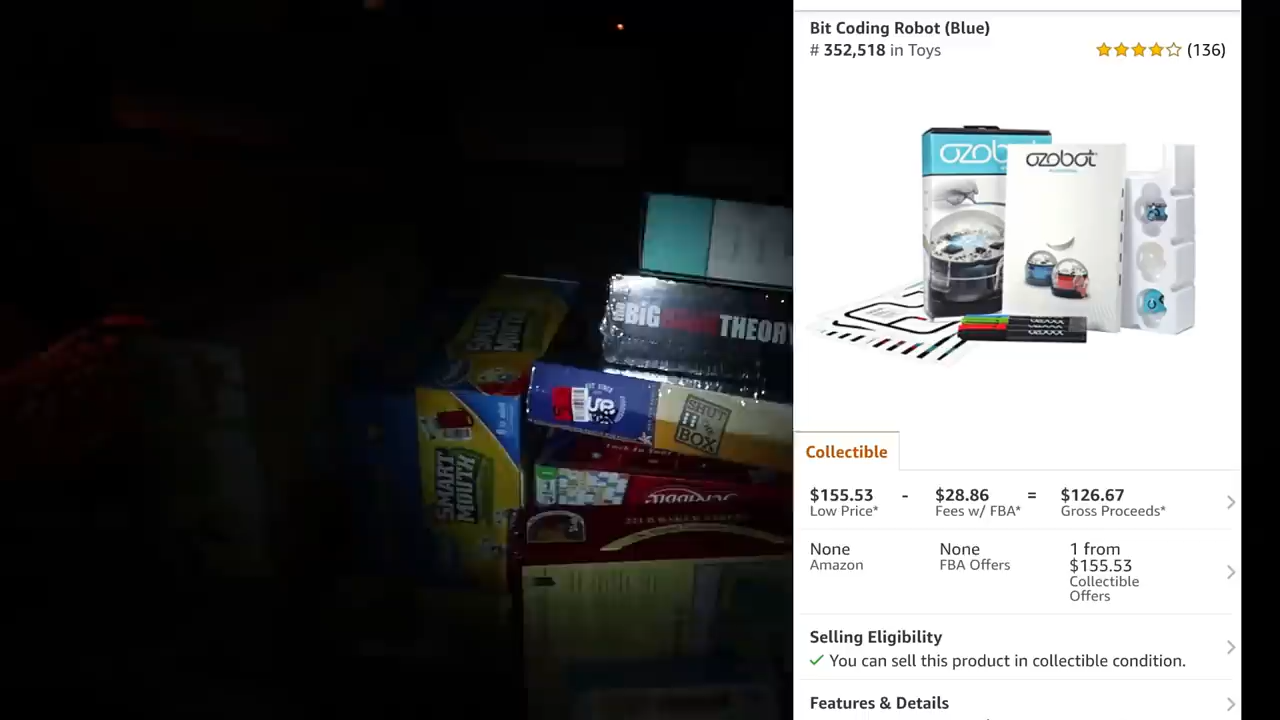 Bit Coding Robot (Blue)
# 352,518 in Toys
(136)
ozobot
ozobot
Collectible
$155.53 - $28.86 = $126.67
Low Price* Fees w/ FBA* Gross Proceeds*
None None 1 from
Amazon FBA Offers $155.53
Collectible
Offers
Selling Eligibility
✓ You can sell this product in collectible condition.
Features & Details
BiG BANG THEORY
SHUT
BOX
SMART
MOUTH
SMART
MOUTH